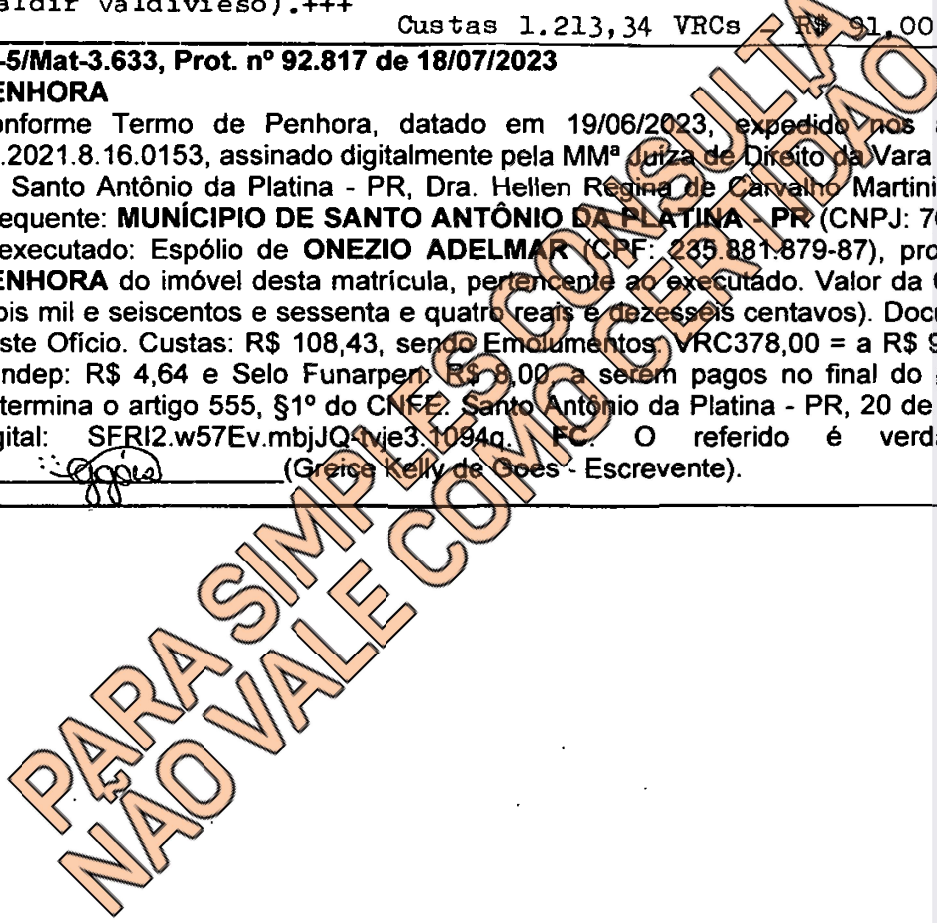 aldir Valdivieso).+++
Custas 1.213,34 VRCs = R$ 91,00
-5/Mat-3.633, Prot. nº 92.817 de 18/07/2023
ENHORA
onforme Termo de Penhora, datado em 19/06/2023, expedido nos
.2021.8.16.0153, assinado digitalmente pela MMª Juiza de Direito da Vara
Santo Antônio da Platina - PR, Dra. Hellen Regina de Carvalho Martini
equente: MUNÍCIPIO DE SANTO ANTÔNIO DA PLATINA - PR (CNPJ: 7
executado: Espólio de ONEZIO ADELMAR (CPF: 235.881.879-87), pro
ENHORA do imóvel desta matrícula, pertencente ao executado. Valor da
ois mil e seiscentos e sessenta e quatro reais e dezesseis centavos). Doc
ste Oficio. Custas: R$ 108,43, sendo Emolumentos: VRC378,00 = a R$ 9
undep: R$ 4,64 e Selo Funarpen: R$ 8,00, a serem pagos no final do
termina o artigo 555, §1º do CNFE. Santo Antônio da Platina - PR, 20 de
gital: SFRI2.w57Ev.mbjJQ-tvje3.1094q. FC. O referido é verd
(Greice Kelly de Goes - Escrevente).
PARA SIMPLES CONSULTA
NÃO VALE COMO CERTIDÃO